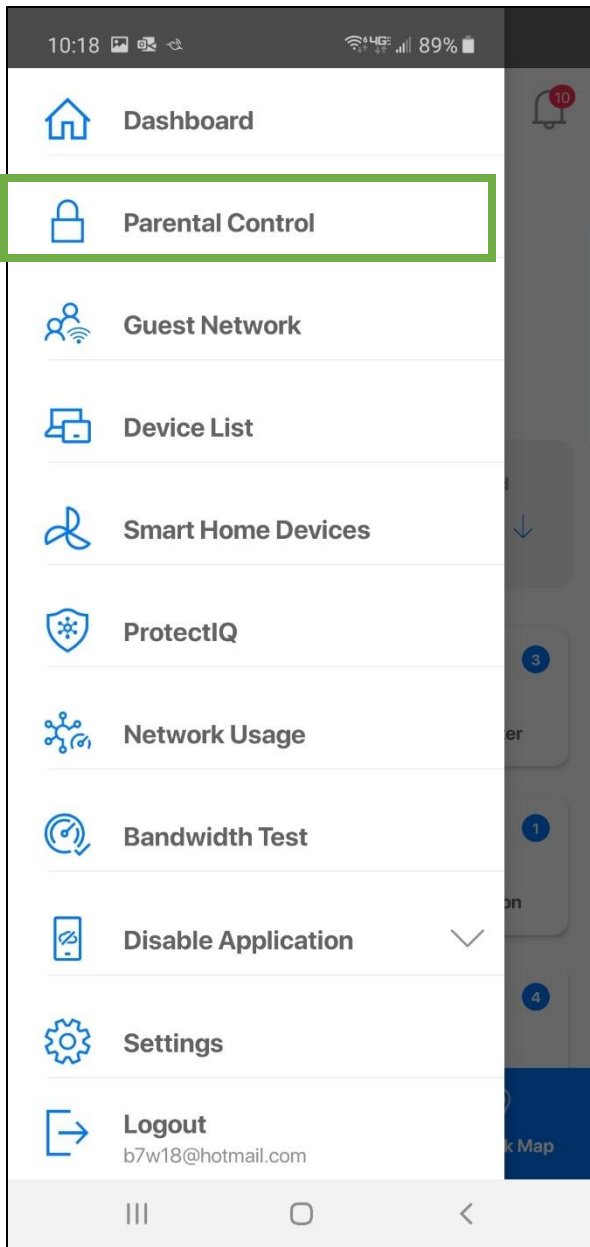 10:18 4G 89%
10
Dashboard
Parental Control
Guest Network
Device List
Smart Home Devices
ProtectIQ
3
Network Usage
er
Bandwidth Test
1
on
Disable Application
4
Settings
Logout
b7w18@hotmail.com
k Map